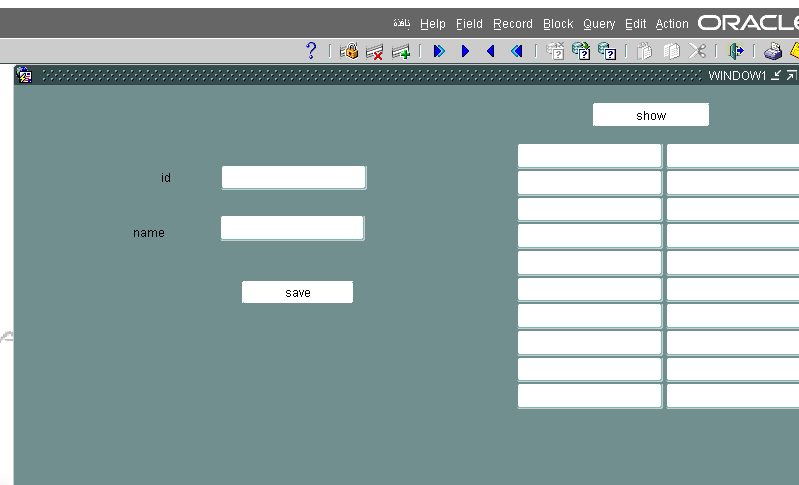 نافذة Help Field Record Block Query Edit Action ORACLE
WINDOW1
show
id
name
save